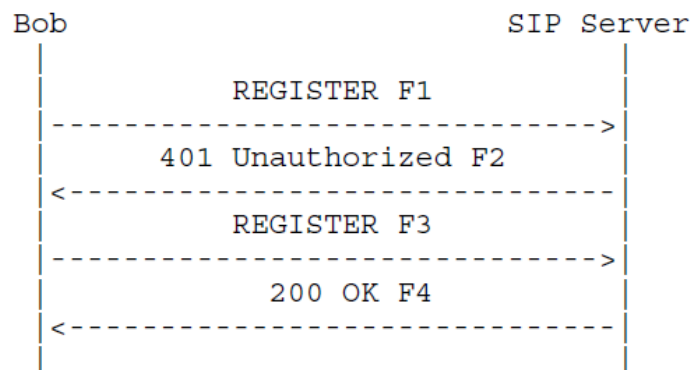 Bob SIP Server
REGISTER F1
401 Unauthorized F2
REGISTER F3
200 OK F4